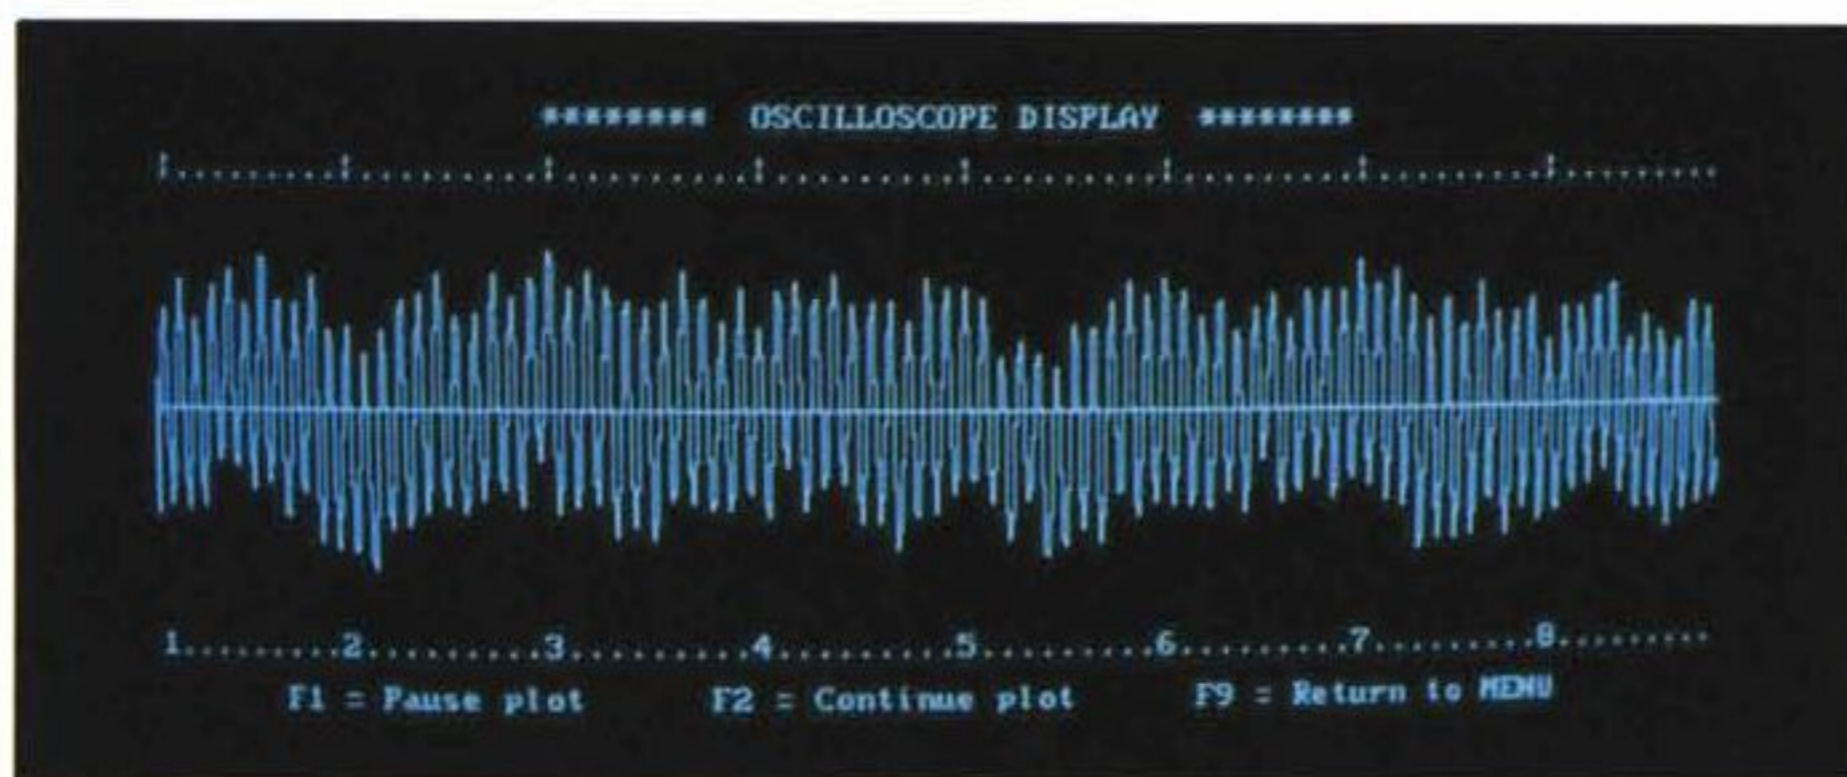 ******** OSCILLOSCOPE DISPLAY ********
1.........2.........3.........4.........5.........6.........7.........8........
F1 = Pause plot F2 = Continue plot F9 = Return to MENU